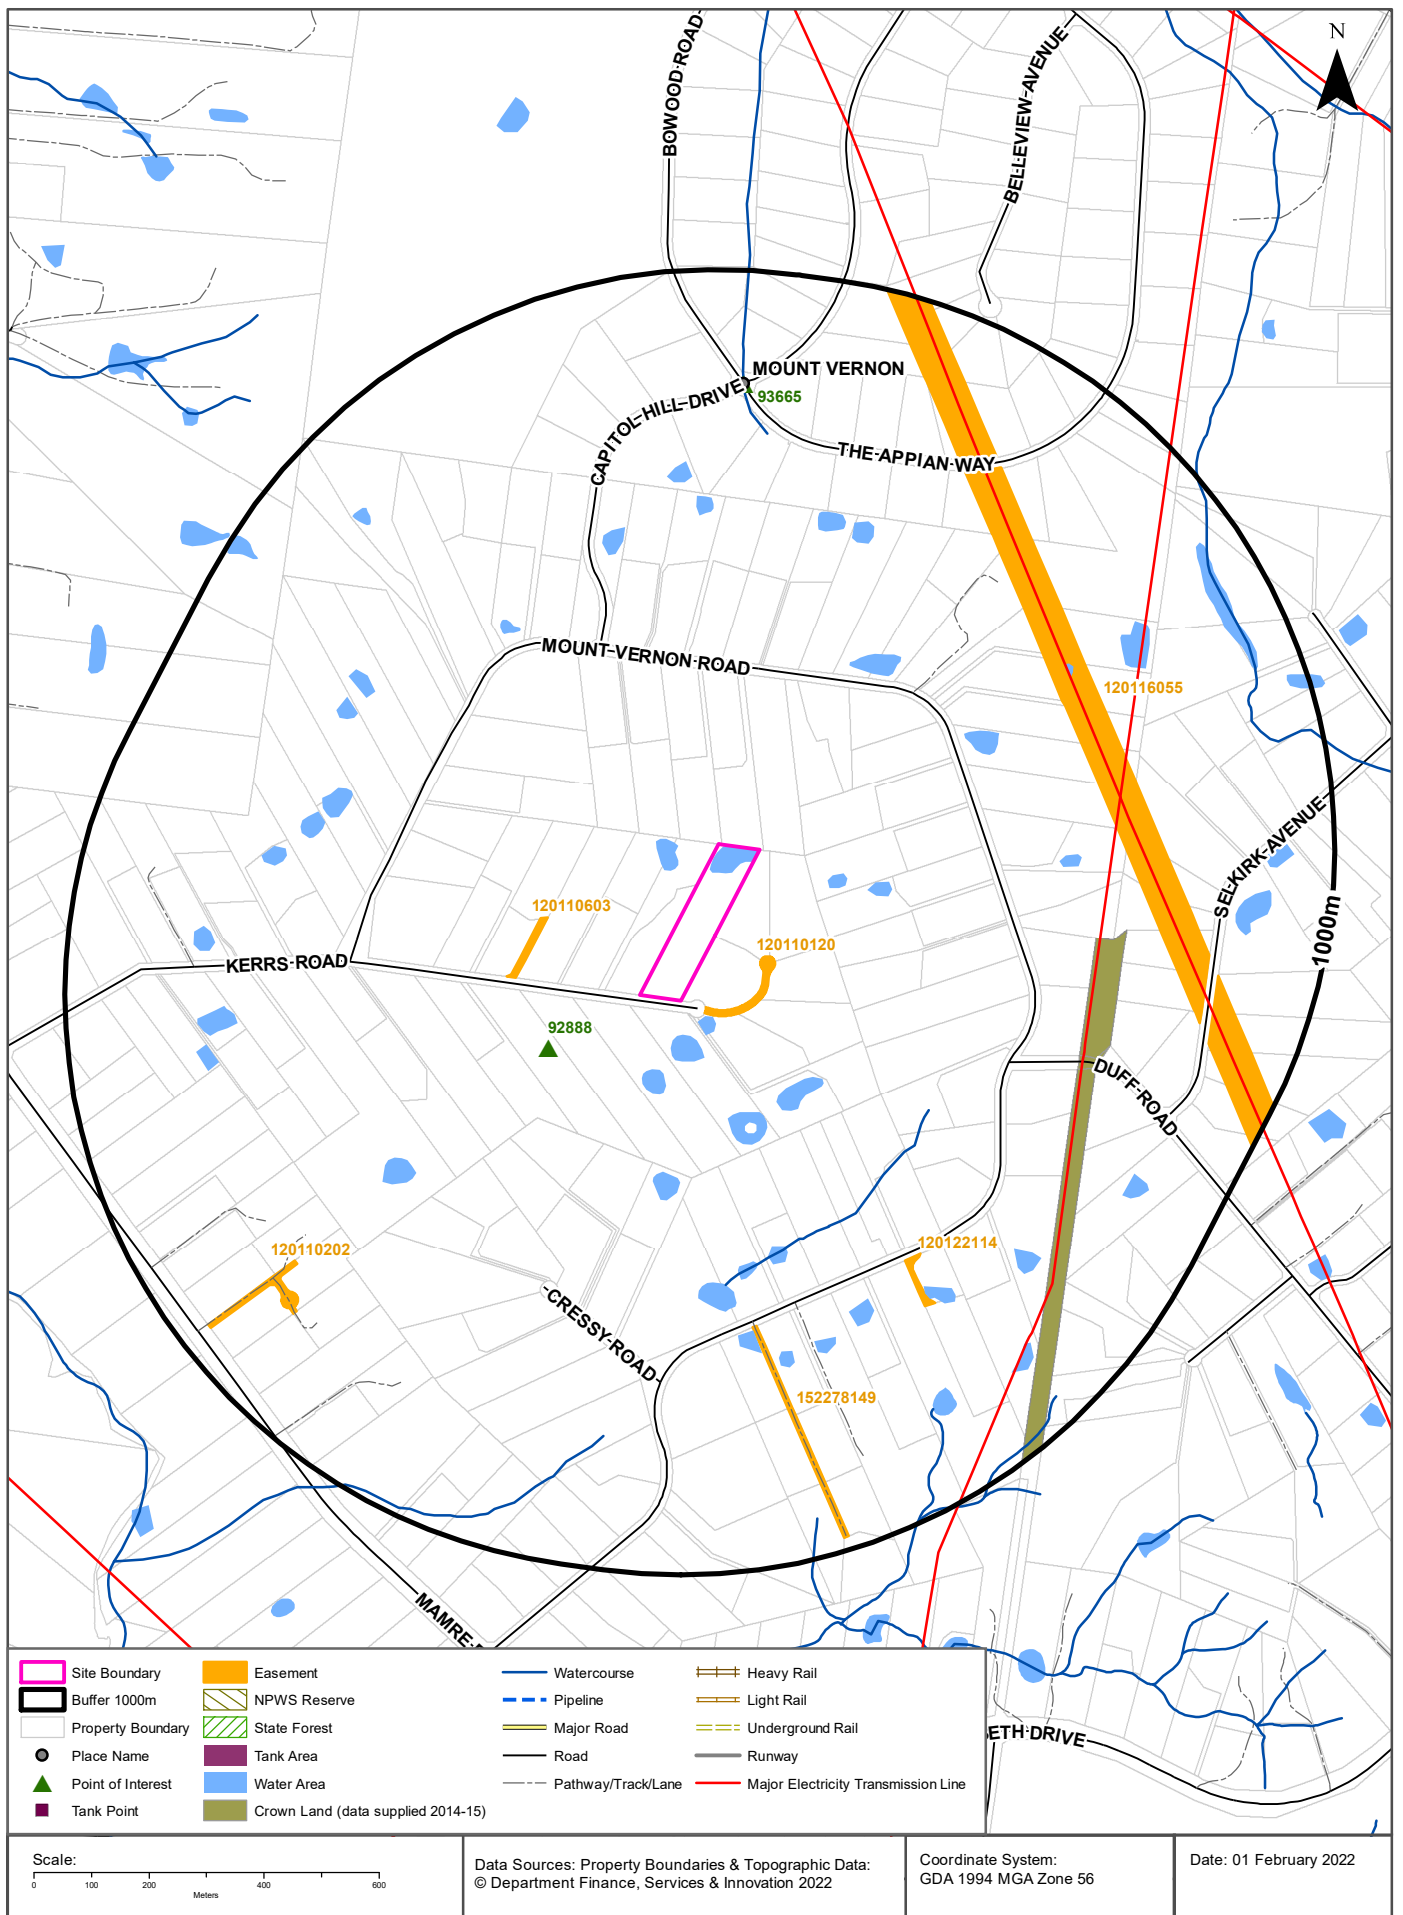 N
BOWOOD ROAD
BELLEVIEW AVENUE
MOUNT VERNON
93665
CAPITOL HILL DRIVE
THE APPIAN WAY
MOUNT VERNON ROAD
120116055
SELKIRK AVENUE
120110603
1000m
120110120
KERRS ROAD
92888
DUFF ROAD
120110202
120122114
CRESSY ROAD
152278149
MAMRE
ETH DRIVE
Site Boundary
Buffer 1000m
Property Boundary
Place Name
Point of Interest
Tank Point
Easement
NPWS Reserve
State Forest
Tank Area
Water Area
Crown Land (data supplied 2014-15)
Watercourse
Pipeline
Major Road
Road
Pathway/Track/Lane
Heavy Rail
Light Rail
Underground Rail
Runway
Major Electricity Transmission Line
Scale:
0 100 200 400 600
Meters
Data Sources: Property Boundaries & Topographic Data:
© Department Finance, Services & Innovation 2022
Coordinate System:
GDA 1994 MGA Zone 56
Date: 01 February 2022